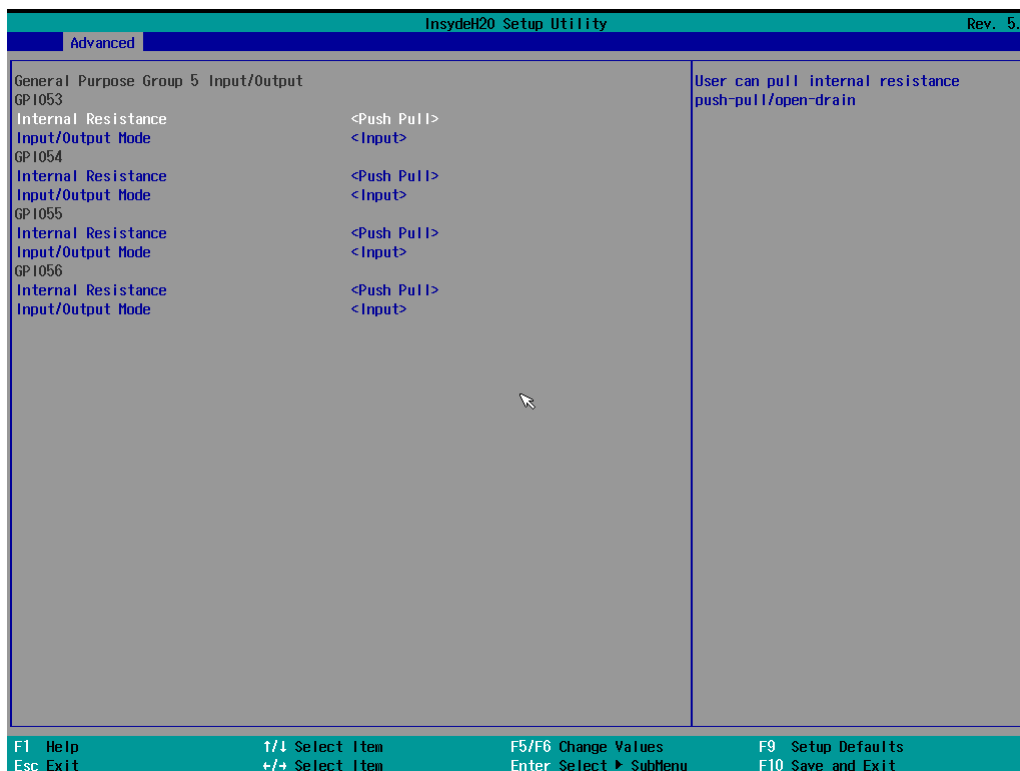 InsydeH20 Setup Utility Rev. 5.
Advanced
General Purpose Group 5 Input/Output
GPIO53
Internal Resistance <Push Pull>
Input/Output Mode <Input>
GPIO54
Internal Resistance <Push Pull>
Input/Output Mode <Input>
GPIO55
Internal Resistance <Push Pull>
Input/Output Mode <Input>
GPIO56
Internal Resistance <Push Pull>
Input/Output Mode <Input>
User can pull internal resistance
push-pull/open-drain
F1 Help ↑/↓ Select Item F5/F6 Change Values F9 Setup Defaults
Esc Exit ←/→ Select Item Enter Select ▶ SubMenu F10 Save and Exit